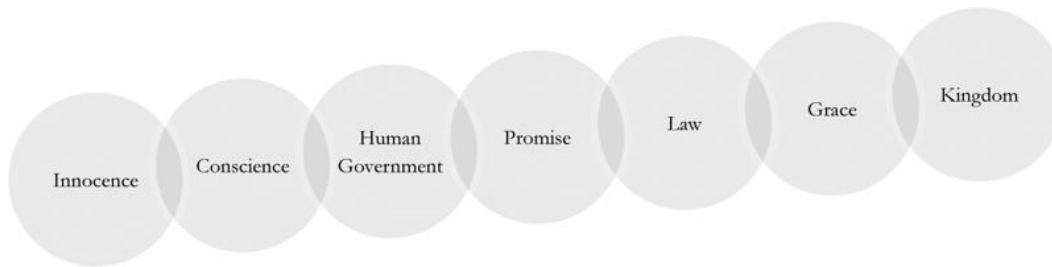 Innocence
Conscience
Human
Government
Promise
Law
Grace
Kingdom